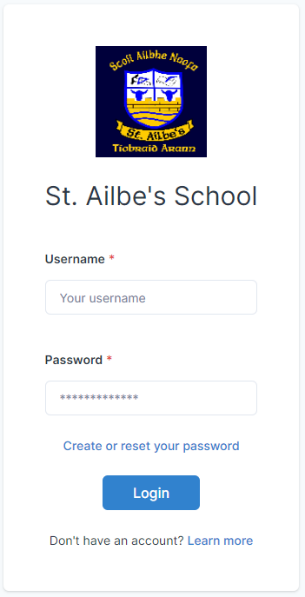 Scoil Ailbhe Naofa
St. Ailbe's
Tiobraid Arann
St. Ailbe's School
Username *
Your username
Password *
*************
Create or reset your password
Login
Don't have an account? Learn more